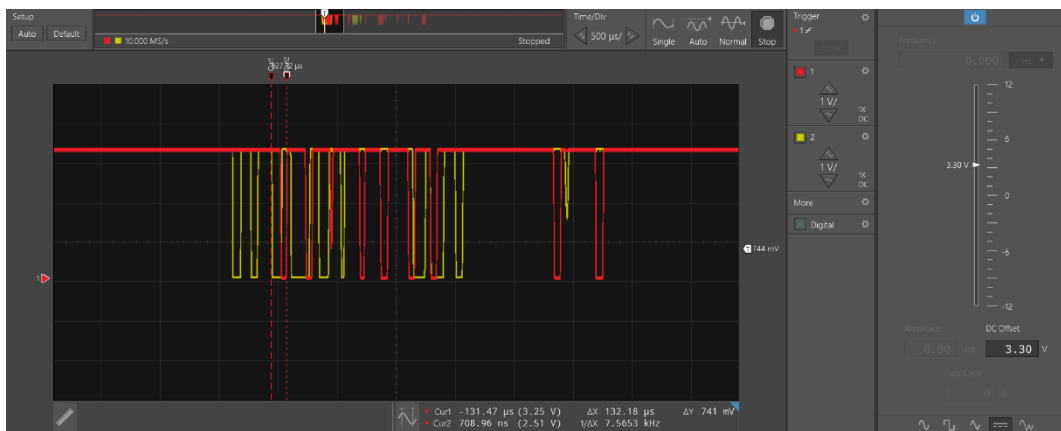 Setup
Auto Default
10.000 MS/s
Stopped
Time/Div
500 µs/
Single Auto Normal Stop
Trigger
1
1
1 V/
1X
DC
2
1 V/
1X
DC
More
Digital
744 mV
1
Cur1 -131.47 µs (3.25 V) ΔX 132.18 µs ΔY 741 mV
Cur2 708.96 ns (2.51 V) 1/ΔX 7.5653 kHz
Frequency
0.000 Hz
12
6
3.30 V
0
-6
-12
Amplitude DC Offset
0.00 Vpp 3.30 V
Duty Cycle
0 %